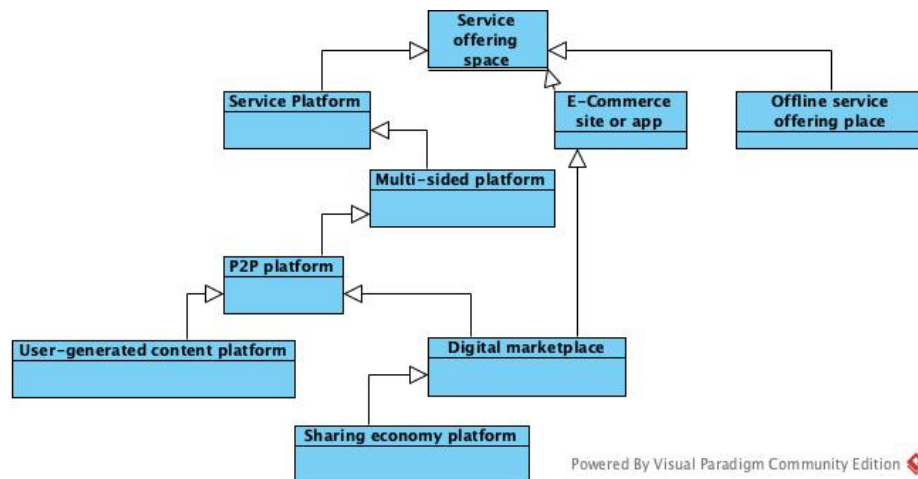 Service
offering
space
Service Platform
E-Commerce
site or app
Offline service
offering place
Multi-sided platform
P2P platform
User-generated content platform
Digital marketplace
Sharing economy platform
Powered By Visual Paradigm Community Edition